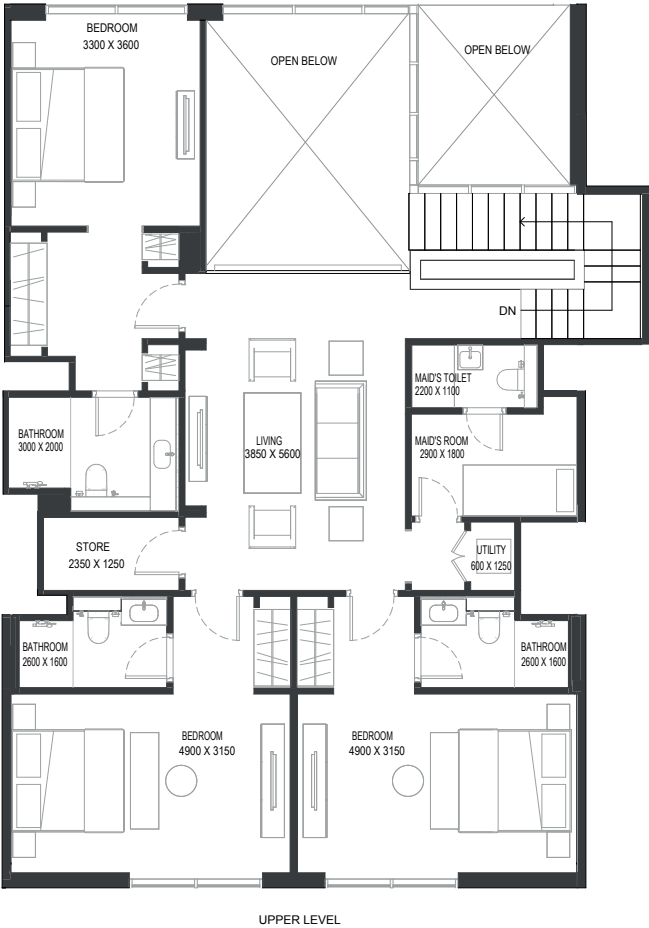 BEDROOM
3300 X 3600
OPEN BELOW
OPEN BELOW
DN
MAID'S TOILET
2200 X 1100
BATHROOM
3000 X 2000
LIVING
3850 X 5600
MAID'S ROOM
2900 X 1800
STORE
2350 X 1250
UTILITY
600 X 1250
BATHROOM
2600 X 1600
BATHROOM
2600 X 1600
BEDROOM
4900 X 3150
BEDROOM
4900 X 3150
UPPER LEVEL